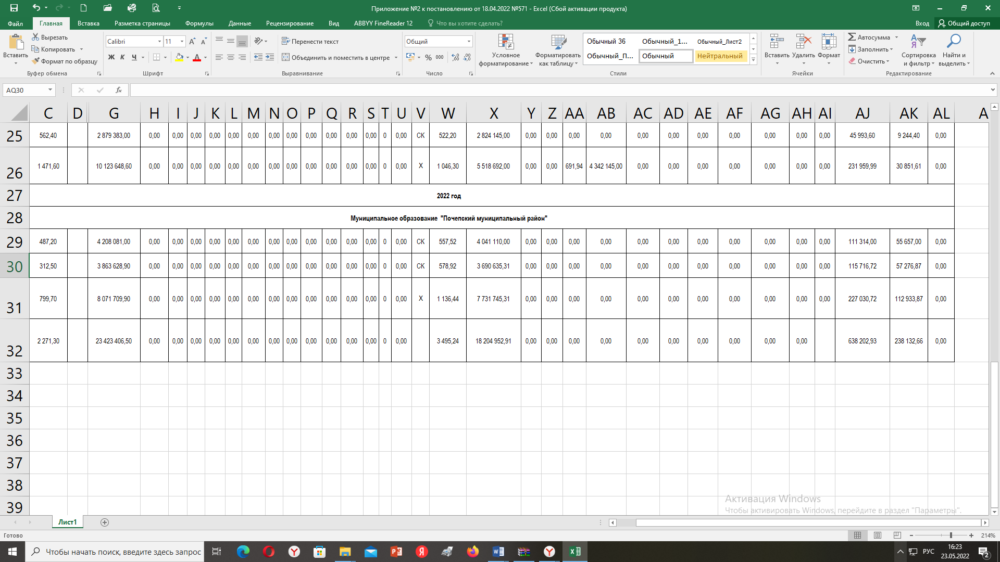 Приложение №2 к постановлению от 18.04.2022 №571 - Excel (Сбой активации продукта)
Файл Главная Вставка Разметка страницы Формулы Данные Рецензирование Вид ABBYY FineReader 12 Что вы хотите сделать? Вход Общий доступ
Вставить
Вырезать
Копировать
Формат по образцу
Буфер обмена
Calibri 11
Ж К Ч
Шрифт
Перенести текст
Объединить и поместить в центре
Выравнивание
Общий
% 000
Число
Условное форматирование
Форматировать как таблицу
Обычный 36 Обычный_1... Обычный_Лист2
Обычный_П... Обычный Нейтральный
Стили
Вставить Удалить Формат
Ячейки
Автосумма
Заполнить
Очистить
Сортировка и фильтр
Найти и выделить
Редактирование
AQ30 fx
C D G H I J K L M N O P Q R S T U V W X Y Z AA AB AC AD AE AF AG AH AI AJ AK AL A
25 562,40 2 879 383,00 0,00 0,00 0,00 0,00 0,00 0,00 0,00 0,00 0,00 0,00 0,00 0,00 0 0,00 СК 522,20 2 824 145,00 0,00 0,00 0,00 0,00 0,00 0,00 0,00 0,00 0,00 0,00 0,00 45 993,60 9 244,40 0,00
26 1 471,60 10 123 648,60 0,00 0,00 0,00 0,00 0,00 0,00 0,00 0,00 0,00 0,00 0,00 0,00 0 0,00 Х 1 046,30 5 518 692,00 0,00 0,00 691,94 4 342 145,00 0,00 0,00 0,00 0,00 0,00 0,00 0,00 231 959,99 30 851,61 0,00
27 2022 год
28 Муниципальное образование "Почепский муниципальный район"
29 487,20 4 208 081,00 0,00 0,00 0,00 0,00 0,00 0,00 0,00 0,00 0,00 0,00 0,00 0,00 0 0,00 СК 557,52 4 041 110,00 0,00 0,00 0,00 0,00 0,00 0,00 0,00 0,00 0,00 0,00 0,00 111 314,00 55 657,00 0,00
30 312,50 3 863 628,90 0,00 0,00 0,00 0,00 0,00 0,00 0,00 0,00 0,00 0,00 0,00 0,00 0 0,00 СК 578,92 3 690 635,31 0,00 0,00 0,00 0,00 0,00 0,00 0,00 0,00 0,00 0,00 0,00 115 716,72 57 276,87 0,00
31 799,70 8 071 709,90 0,00 0,00 0,00 0,00 0,00 0,00 0,00 0,00 0,00 0,00 0,00 0,00 0 0,00 Х 1 136,44 7 731 745,31 0,00 0,00 0,00 0,00 0,00 0,00 0,00 0,00 0,00 0,00 0,00 227 030,72 112 933,87 0,00
32 2 271,30 23 423 406,50 0,00 0,00 0,00 0,00 0,00 0,00 0,00 0,00 0,00 0,00 0,00 0,00 0 0,00 3 495,24 18 204 952,91 0,00 0,00 0,00 0,00 0,00 0,00 0,00 0,00 0,00 0,00 638 202,93 238 132,66 0,00
33
34
35
36
37
38
39
Активация Windows
Чтобы активировать Windows, перейдите в раздел "Параметры".
Лист1
Готово 214%
Чтобы начать поиск, введите здесь запрос
РУС
16:23
23.05.2022
2